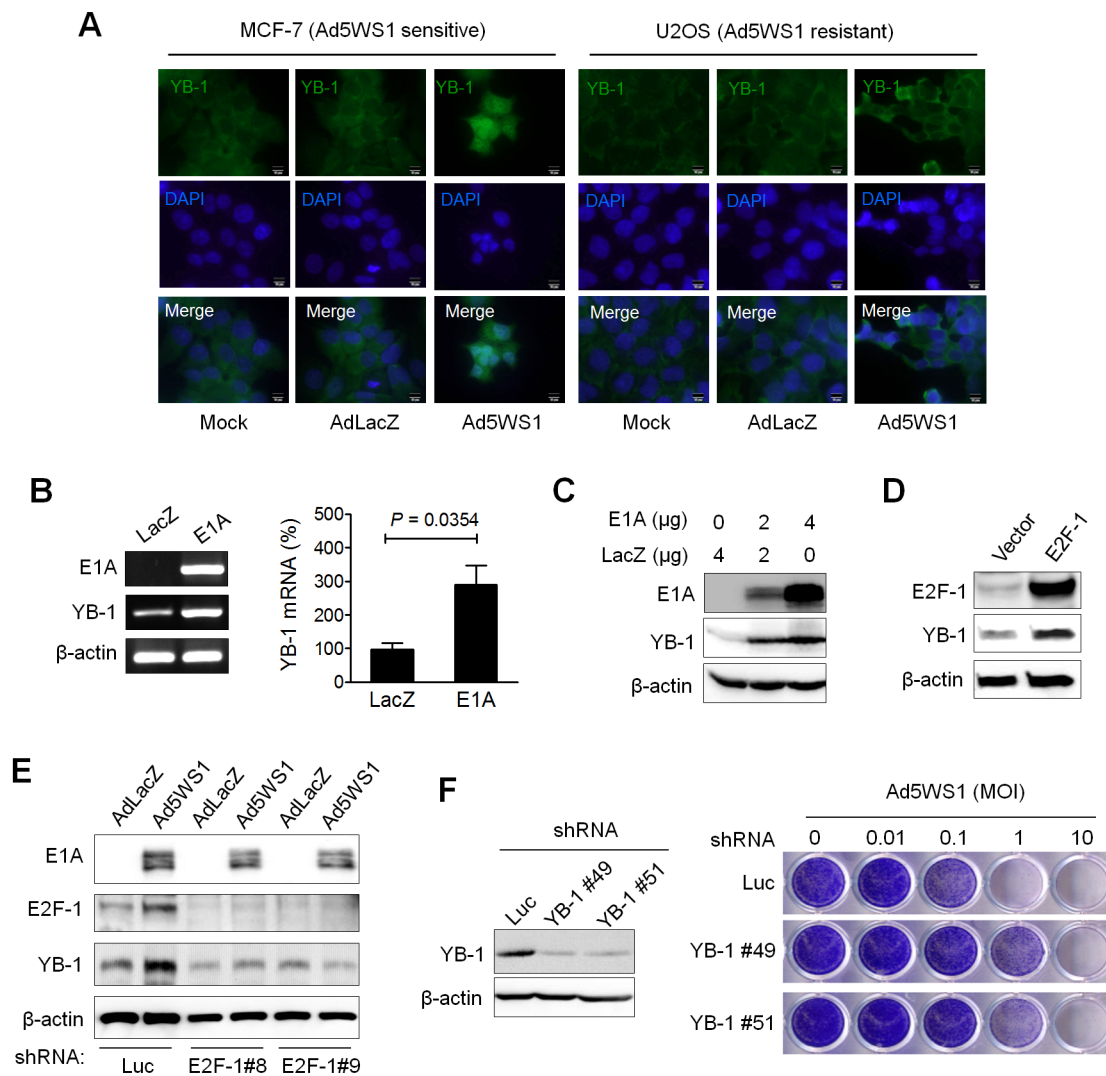 A
MCF-7 (Ad5WS1 sensitive)
U2OS (Ad5WS1 resistant)
YB-1 YB-1 YB-1 YB-1 YB-1 YB-1
DAPI DAPI DAPI DAPI DAPI DAPI
Merge Merge Merge Merge Merge Merge
Mock AdLacZ Ad5WS1 Mock AdLacZ Ad5WS1
B
LacZ E1A
E1A
YB-1
β-actin
YB-1 mRNA (%)
500
400
300
200
100
0
P = 0.0354
LacZ E1A
C
E1A (µg) 0 2 4
LacZ (µg) 4 2 0
E1A
YB-1
β-actin
D
Vector E2F-1
E2F-1
YB-1
β-actin
E
AdLacZ Ad5WS1 AdLacZ Ad5WS1 AdLacZ Ad5WS1
E1A
E2F-1
YB-1
β-actin
shRNA: Luc E2F-1#8 E2F-1#9
F
shRNA
Luc YB-1 #49 YB-1 #51
YB-1
β-actin
Ad5WS1 (MOI)
shRNA 0 0.01 0.1 1 10
Luc
YB-1 #49
YB-1 #51